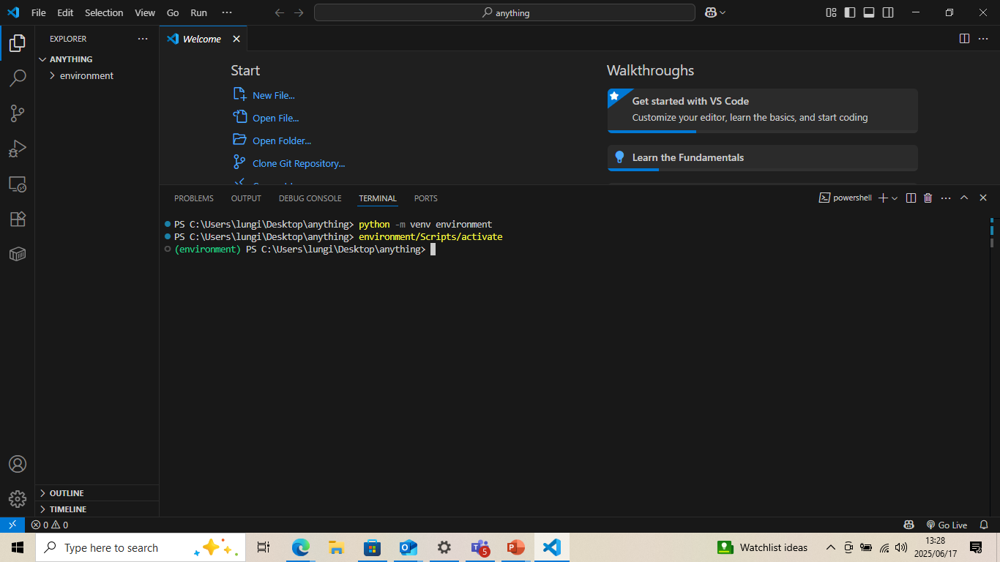 File Edit Selection View Go Run ...
anything
EXPLORER ...
ANYTHING
environment
OUTLINE
TIMELINE
Welcome
Start
New File...
Open File...
Open Folder...
Clone Git Repository...
Walkthroughs
Get started with VS Code
Customize your editor, learn the basics, and start coding
Learn the Fundamentals
PROBLEMS OUTPUT DEBUG CONSOLE TERMINAL PORTS
powershell
PS C:\Users\lungi\Desktop\anything> python -m venv environment
PS C:\Users\lungi\Desktop\anything> environment/Scripts/activate
(environment) PS C:\Users\lungi\Desktop\anything>
0 0
Go Live
Type here to search
5
Watchlist ideas
13:28
2025/06/17